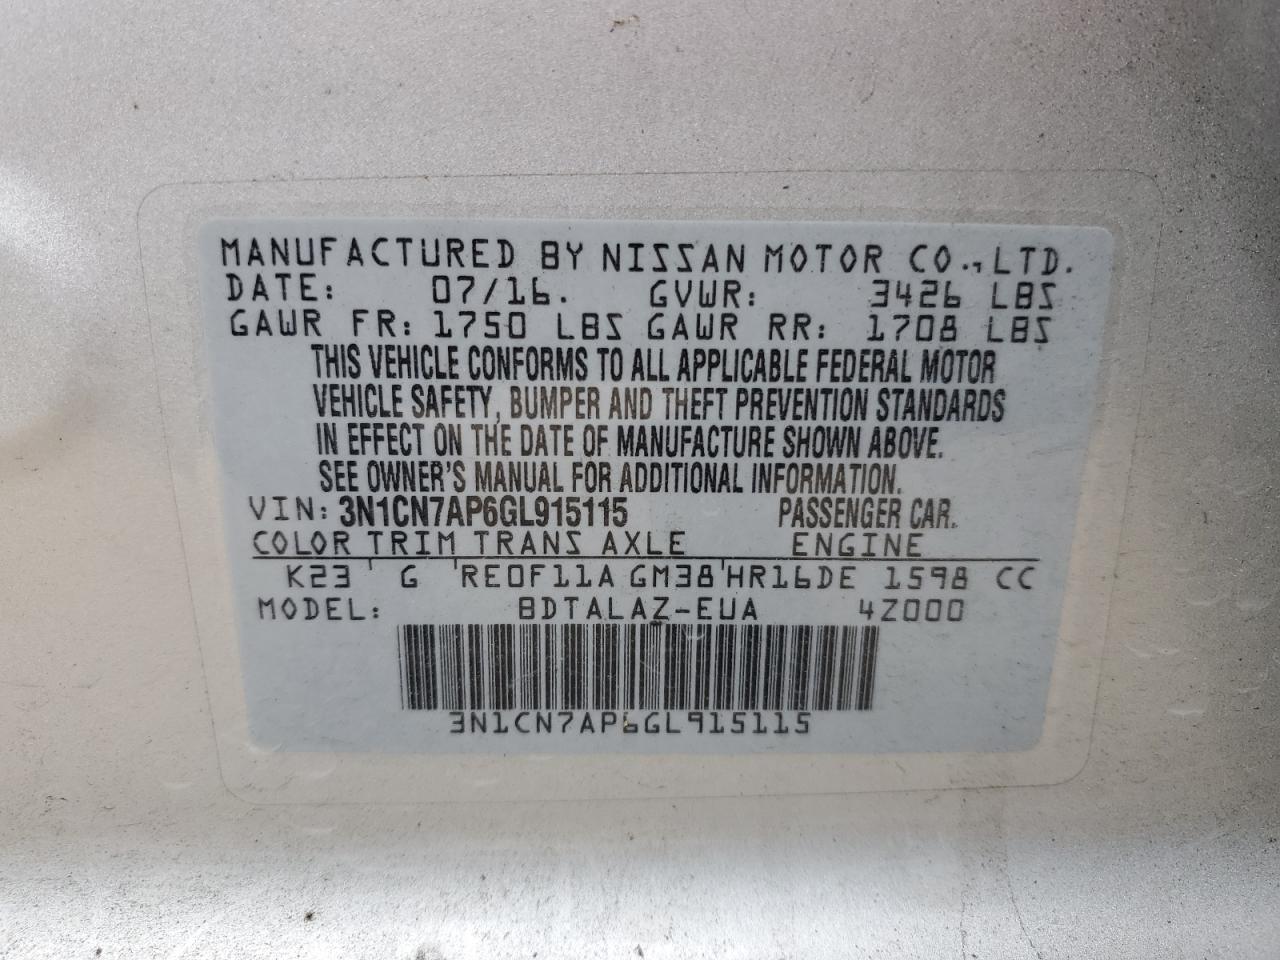 MANUFACTURED BY NISSAN MOTOR CO., LTD.
DATE: 07/16. GVWR: 3426 LBS
GAWR FR: 1750 LBS GAWR RR: 1708 LBS
THIS VEHICLE CONFORMS TO ALL APPLICABLE FEDERAL MOTOR
VEHICLE SAFETY, BUMPER AND THEFT PREVENTION STANDARDS
IN EFFECT ON THE DATE OF MANUFACTURE SHOWN ABOVE.
SEE OWNER'S MANUAL FOR ADDITIONAL INFORMATION.
VIN: 3N1CN7AP6GL915115 PASSENGER CAR.
COLOR TRIM TRANS AXLE ENGINE
K23 G RE0F11A GM38 HR16DE 1598 CC
MODEL: BDTALAZ-EUA 4Z000
3N1CN7AP6GL915115